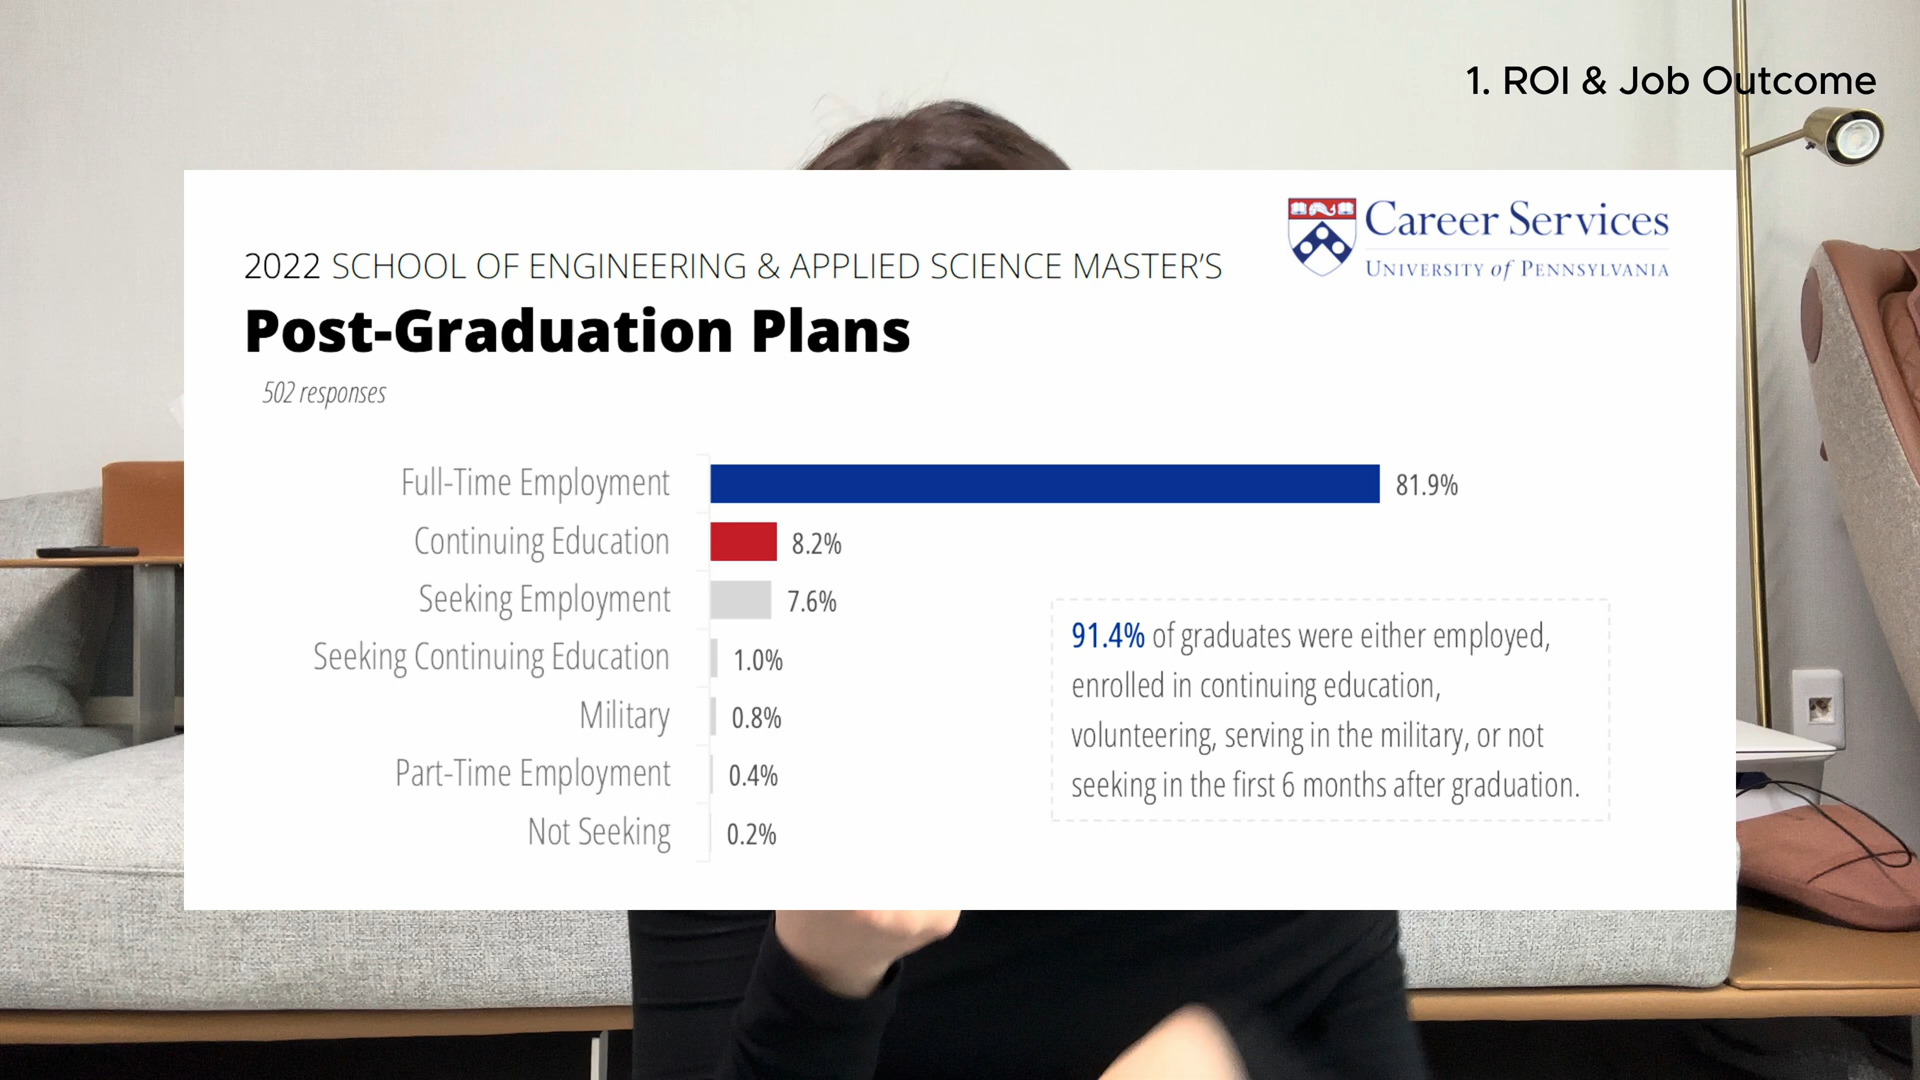 1. ROI & Job Outcome
Career Services
UNIVERSITY of PENNSYLVANIA
2022 SCHOOL OF ENGINEERING & APPLIED SCIENCE MASTER'S
Post-Graduation Plans
502 responses
Full-Time Employment 81.9%
Continuing Education 8.2%
Seeking Employment 7.6%
Seeking Continuing Education 1.0%
Military 0.8%
Part-Time Employment 0.4%
Not Seeking 0.2%
91.4% of graduates were either employed,
enrolled in continuing education,
volunteering, serving in the military, or not
seeking in the first 6 months after graduation.